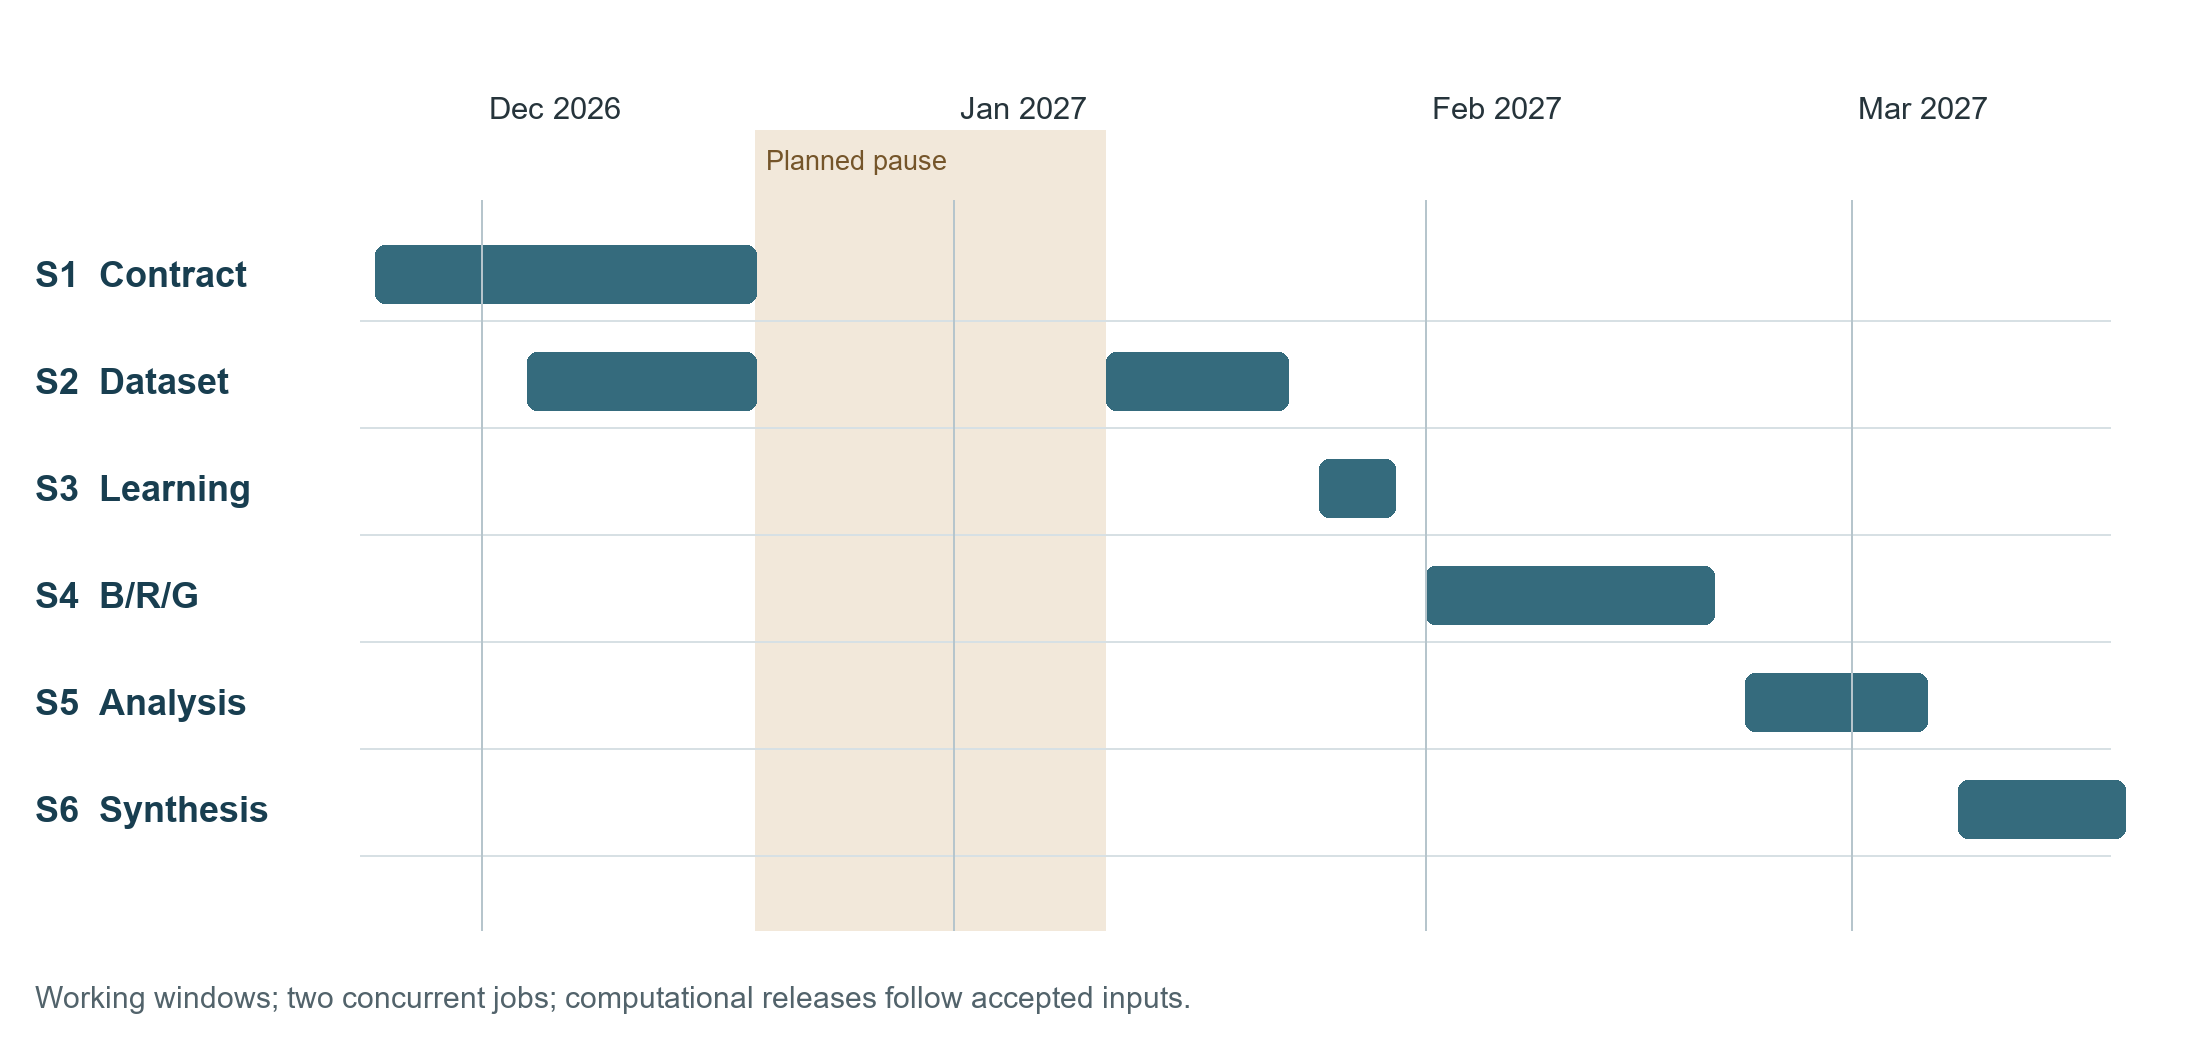 Dec 2026 Jan 2027 Feb 2027 Mar 2027
Planned pause
S1 Contract
S2 Dataset
S3 Learning
S4 B/R/G
S5 Analysis
S6 Synthesis
Working windows; two concurrent jobs; computational releases follow accepted inputs.